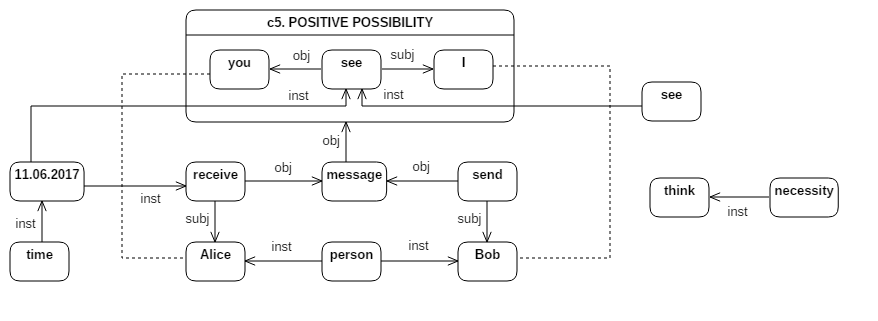 c5. POSITIVE POSSIBILITY
you obj see subj I
inst inst see
obj
11.06.2017 receive obj message obj send think necessity
inst inst
inst subj subj
time Alice inst person inst Bob